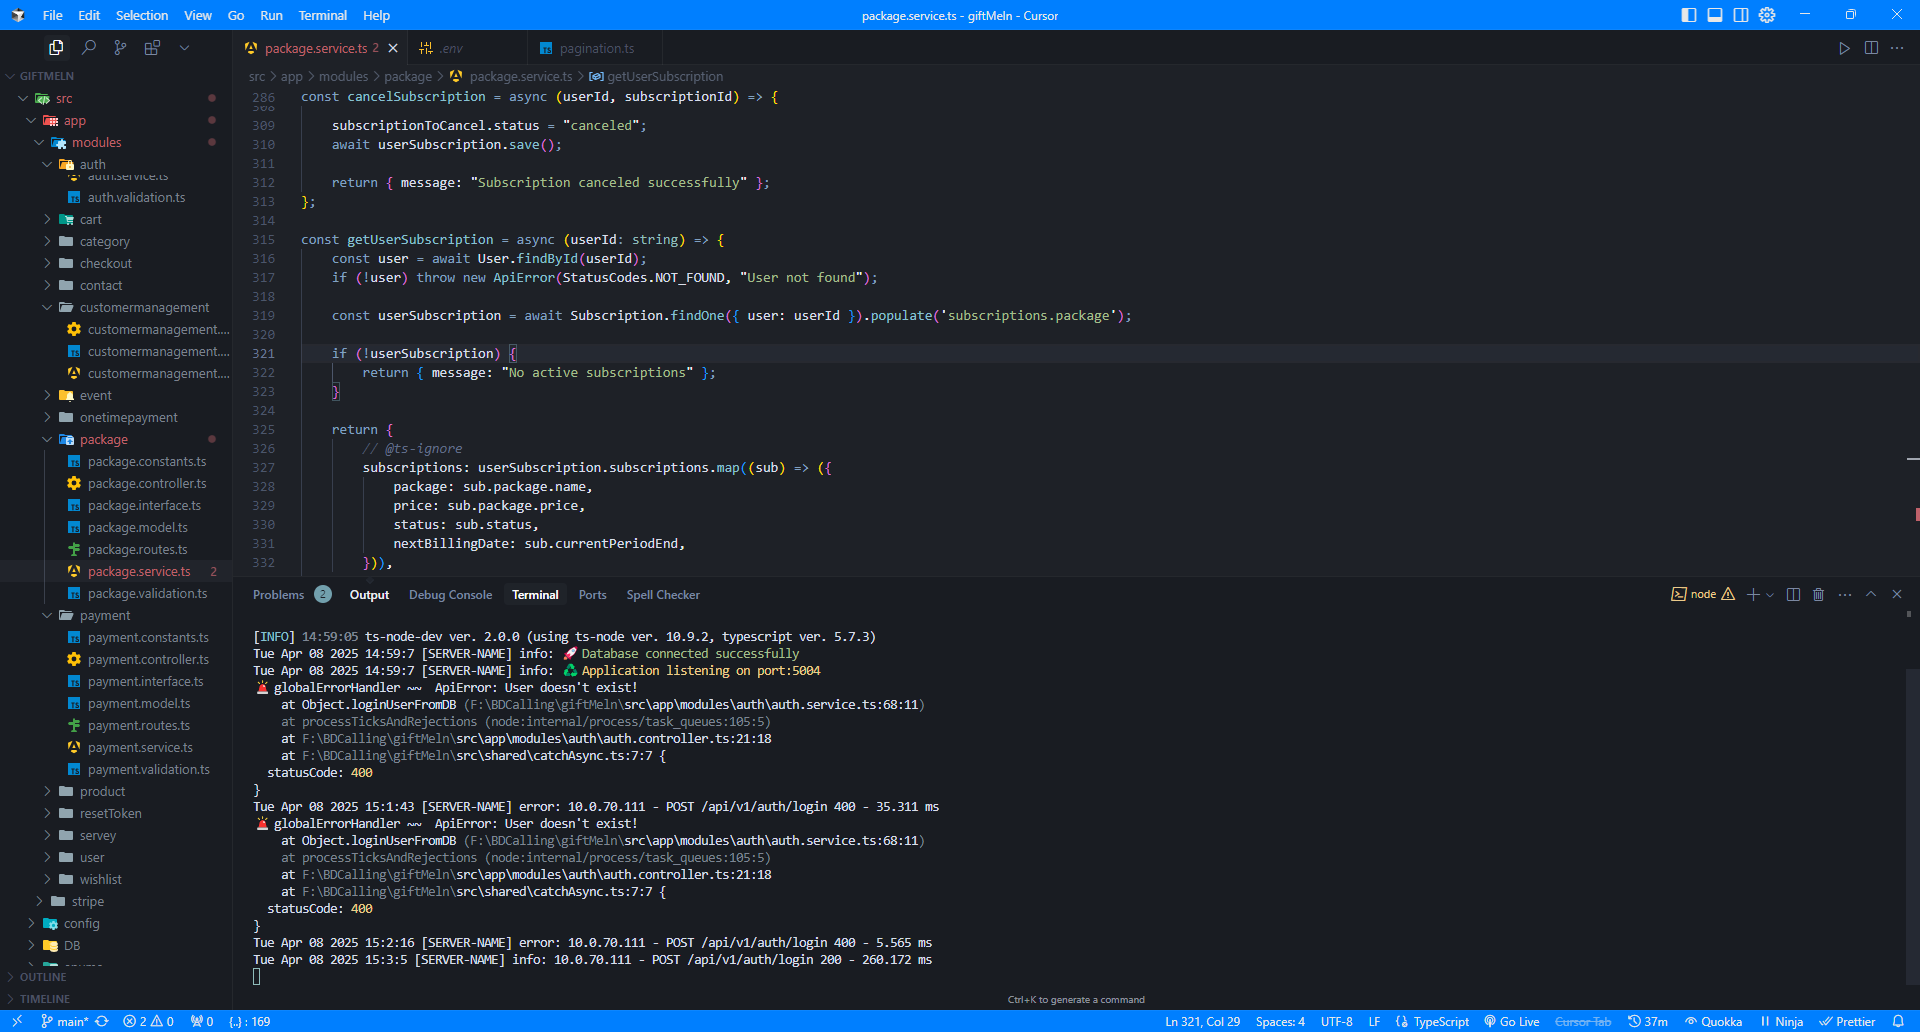 File Edit Selection View Go Run Terminal Help
package.service.ts - giftMeln - Cursor
package.service.ts 2
.env
pagination.ts
GIFTMELN
src
app
modules
auth
auth.service.ts
auth.validation.ts
cart
category
checkout
contact
customermanagement
customermanagement....
customermanagement....
customermanagement....
event
onetimepayment
package
package.constants.ts
package.controller.ts
package.interface.ts
package.model.ts
package.routes.ts
package.service.ts 2
package.validation.ts
payment
payment.constants.ts
payment.controller.ts
payment.interface.ts
payment.model.ts
payment.routes.ts
payment.service.ts
payment.validation.ts
product
resetToken
servey
user
wishlist
stripe
config
DB
OUTLINE
TIMELINE
src > app > modules > package > package.service.ts > getUserSubscription
286 const cancelSubscription = async (userId, subscriptionId) => {
308
309 subscriptionToCancel.status = "canceled";
310 await userSubscription.save();
311
312 return { message: "Subscription canceled successfully" };
313 };
314
315 const getUserSubscription = async (userId: string) => {
316 const user = await User.findById(userId);
317 if (!user) throw new ApiError(StatusCodes.NOT_FOUND, "User not found");
318
319 const userSubscription = await Subscription.findOne({ user: userId }).populate('subscriptions.package');
320
321 if (!userSubscription) {
322 return { message: "No active subscriptions" };
323 }
324
325 return {
326 // @ts-ignore
327 subscriptions: userSubscription.subscriptions.map((sub) => ({
328 package: sub.package.name,
329 price: sub.package.price,
330 status: sub.status,
331 nextBillingDate: sub.currentPeriodEnd,
332 })),
Problems 2 Output Debug Console Terminal Ports Spell Checker
node
[INFO] 14:59:05 ts-node-dev ver. 2.0.0 (using ts-node ver. 10.9.2, typescript ver. 5.7.3)
Tue Apr 08 2025 14:59:7 [SERVER-NAME] info: 🚀 Database connected successfully
Tue Apr 08 2025 14:59:7 [SERVER-NAME] info: ♻️ Application listening on port:5004
🚨 globalErrorHandler ~~ ApiError: User doesn't exist!
at Object.loginUserFromDB (F:\BDCalling\giftMeln\src\app\modules\auth\auth.service.ts:68:11)
at processTicksAndRejections (node:internal/process/task_queues:105:5)
at F:\BDCalling\giftMeln\src\app\modules\auth\auth.controller.ts:21:18
at F:\BDCalling\giftMeln\src\shared\catchAsync.ts:7:7 {
statusCode: 400
}
Tue Apr 08 2025 15:1:43 [SERVER-NAME] error: 10.0.70.111 - POST /api/v1/auth/login 400 - 35.311 ms
🚨 globalErrorHandler ~~ ApiError: User doesn't exist!
at Object.loginUserFromDB (F:\BDCalling\giftMeln\src\app\modules\auth\auth.service.ts:68:11)
at processTicksAndRejections (node:internal/process/task_queues:105:5)
at F:\BDCalling\giftMeln\src\app\modules\auth\auth.controller.ts:21:18
at F:\BDCalling\giftMeln\src\shared\catchAsync.ts:7:7 {
statusCode: 400
}
Tue Apr 08 2025 15:2:16 [SERVER-NAME] error: 10.0.70.111 - POST /api/v1/auth/login 400 - 5.565 ms
Tue Apr 08 2025 15:3:5 [SERVER-NAME] info: 10.0.70.111 - POST /api/v1/auth/login 200 - 260.172 ms
Ctrl+K to generate a command
main* 2 0 0 {..} : 169
Ln 321, Col 29 Spaces: 4 UTF-8 LF TypeScript Go Live Cursor Tab 37m Quokka Ninja Prettier